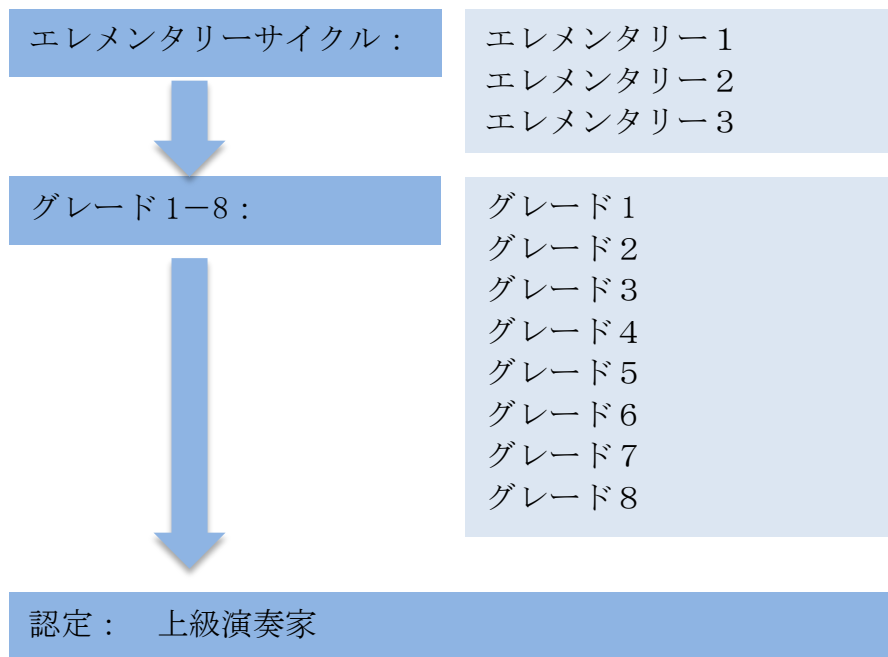 エレメンタリーサイクル：
エレメンタリー１
エレメンタリー２
エレメンタリー３
グレード1－8：
グレード１
グレード２
グレード３
グレード４
グレード５
グレード６
グレード７
グレード８
認定：　上級演奏家